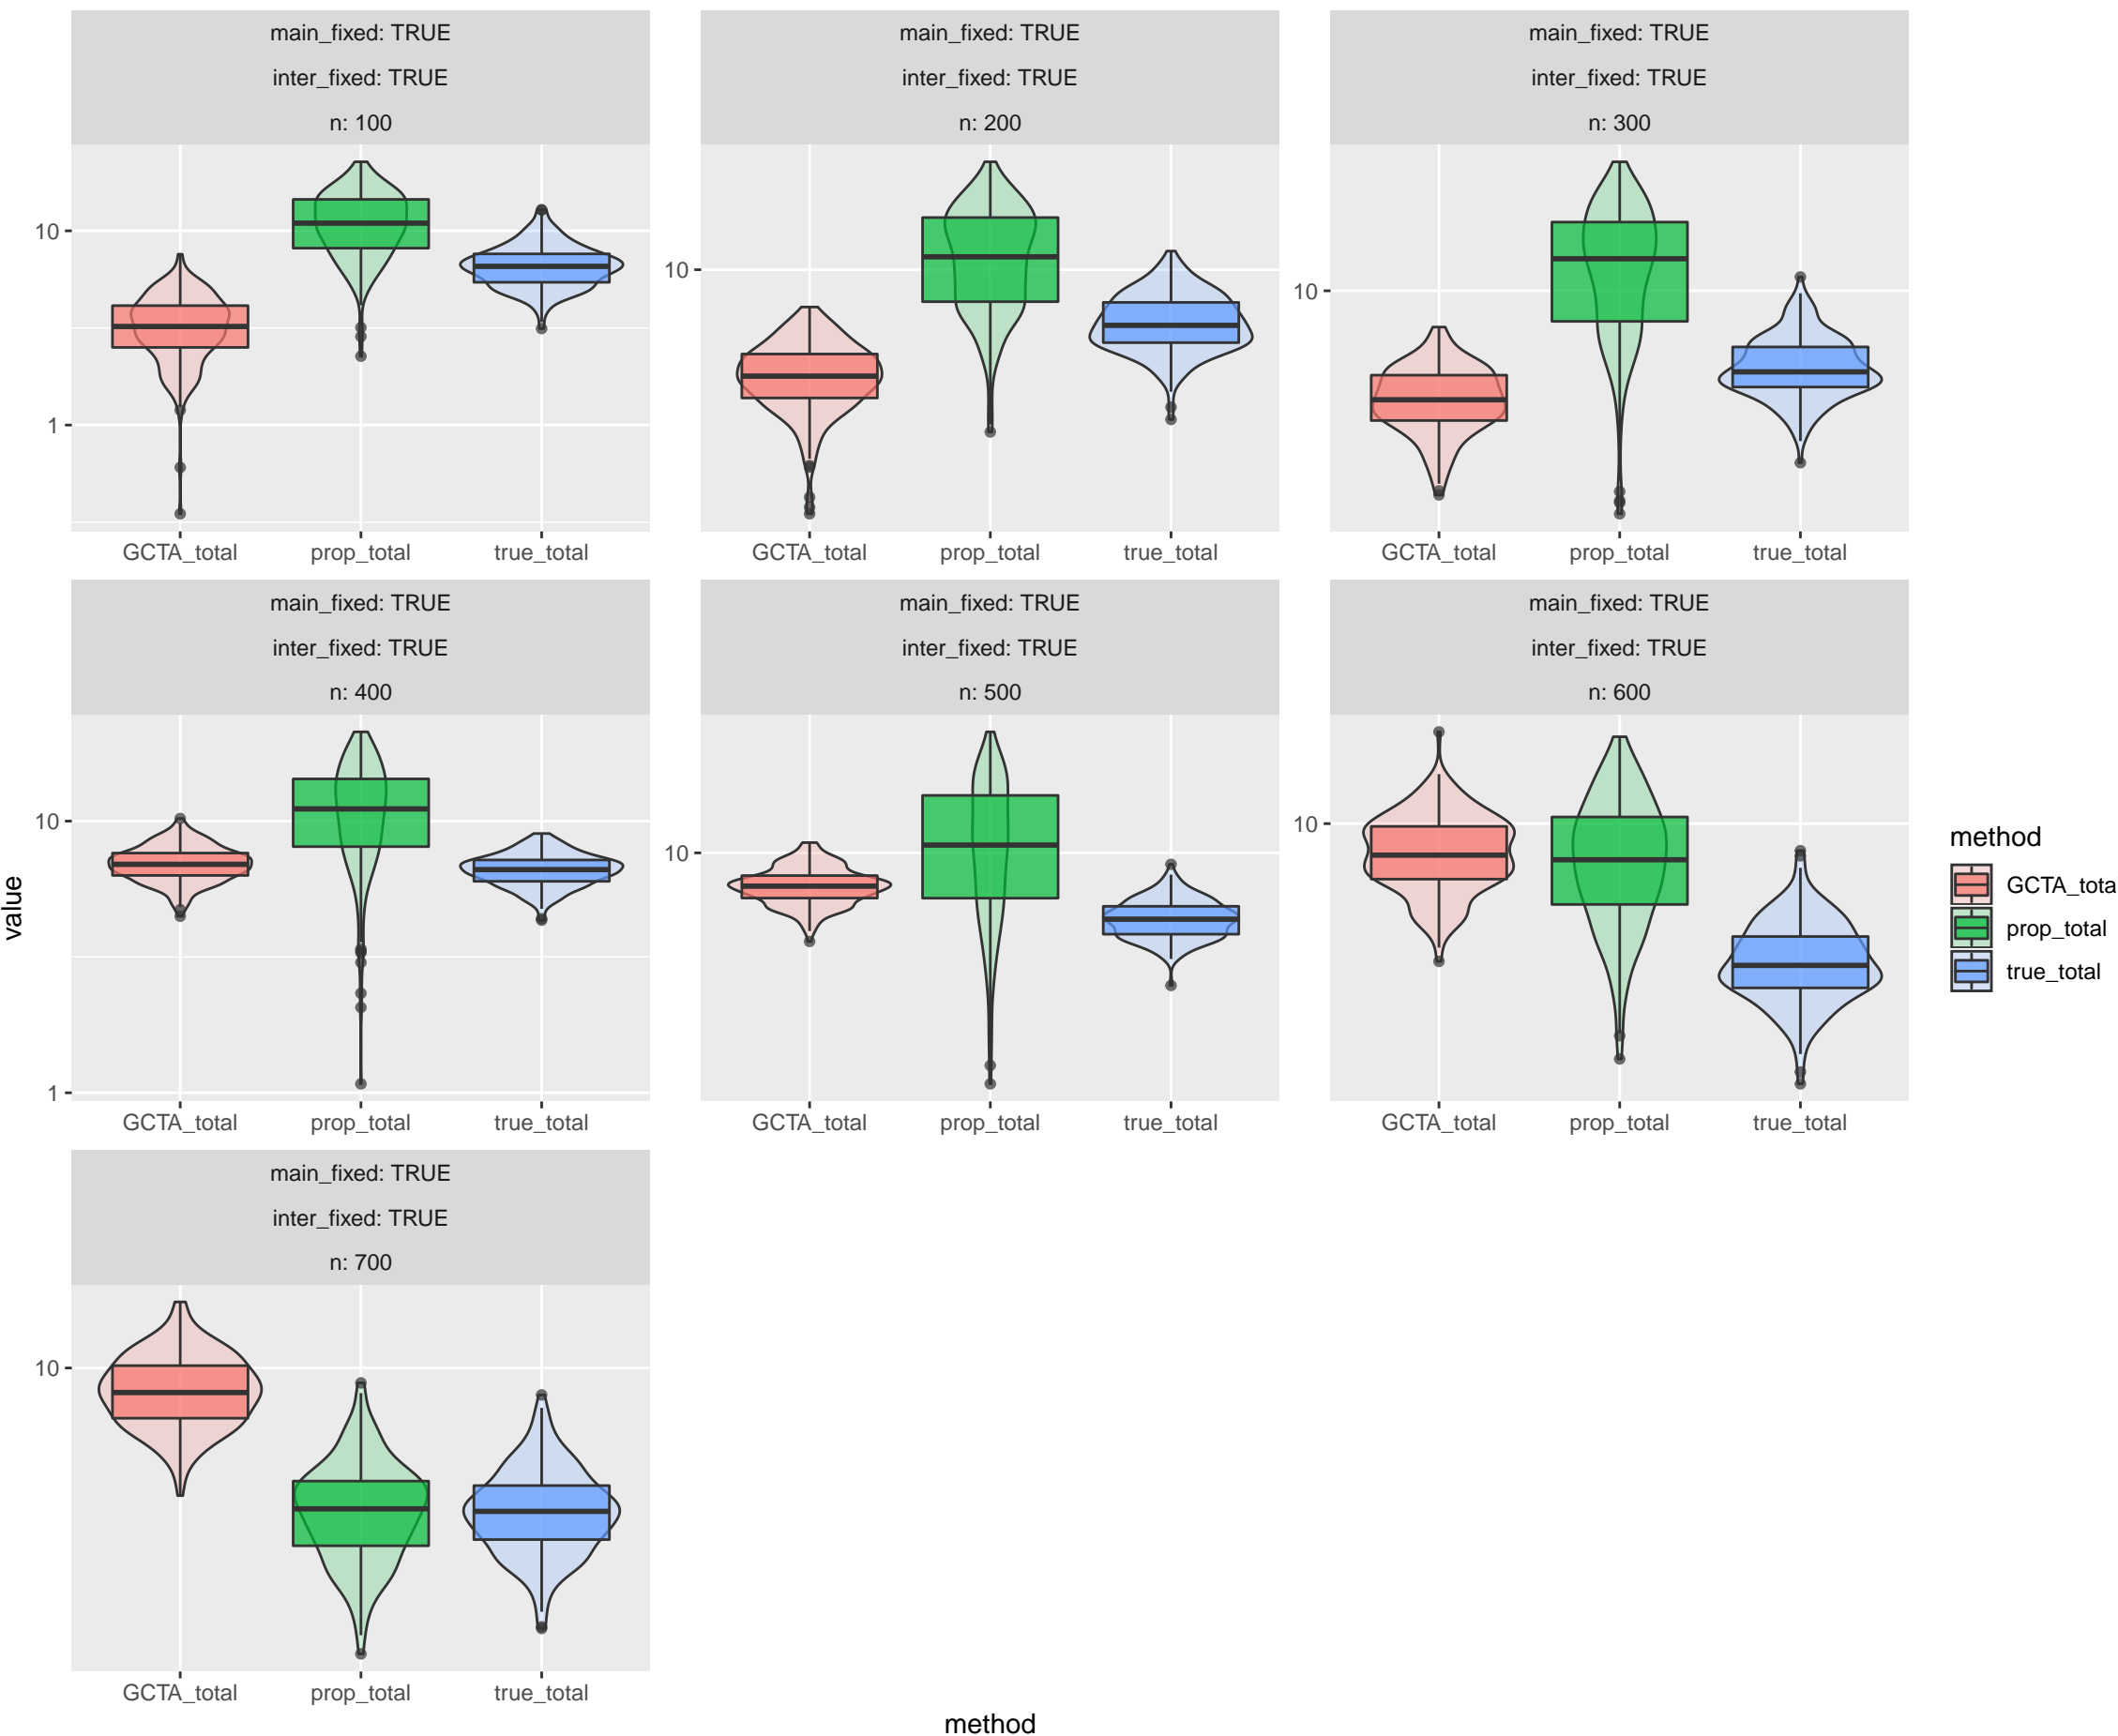 main_fixed: TRUE
inter_fixed: TRUE
n: 100
main_fixed: TRUE
inter_fixed: TRUE
n: 200
main_fixed: TRUE
inter_fixed: TRUE
n: 300
10
1
10
10
GCTA_total
prop_total
true_total
GCTA_total
prop_total
true_total
GCTA_total
prop_total
true_total
main_fixed: TRUE
inter_fixed: TRUE
n: 400
main_fixed: TRUE
inter_fixed: TRUE
n: 500
main_fixed: TRUE
inter_fixed: TRUE
n: 600
10
1
10
10
GCTA_total
prop_total
true_total
GCTA_total
prop_total
true_total
GCTA_total
prop_total
true_total
main_fixed: TRUE
inter_fixed: TRUE
n: 700
10
GCTA_total
prop_total
true_total
value
method
method
GCTA_tota
prop_total
true_total